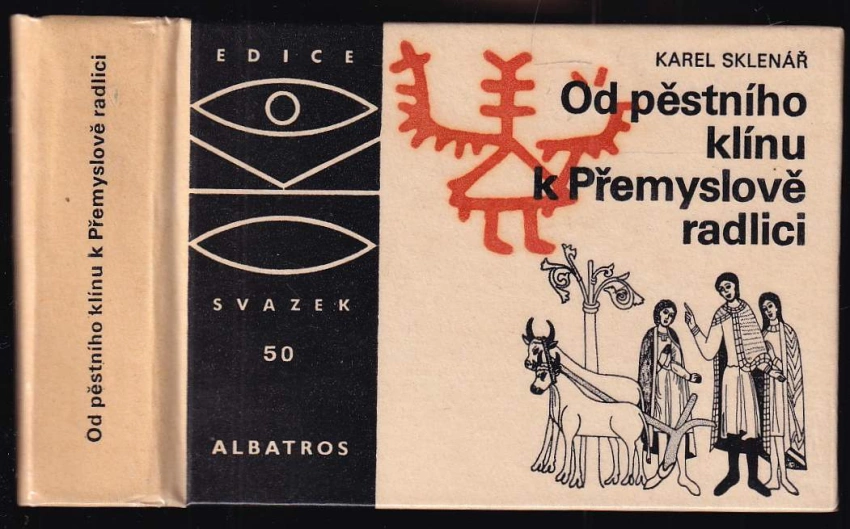 Od pěstního klínu k Přemyslově radlici
EDICE
SVAZEK
50
ALBATROS
KAREL SKLENÁŘ
Od pěstního
klínu
k Přemyslově
radlici